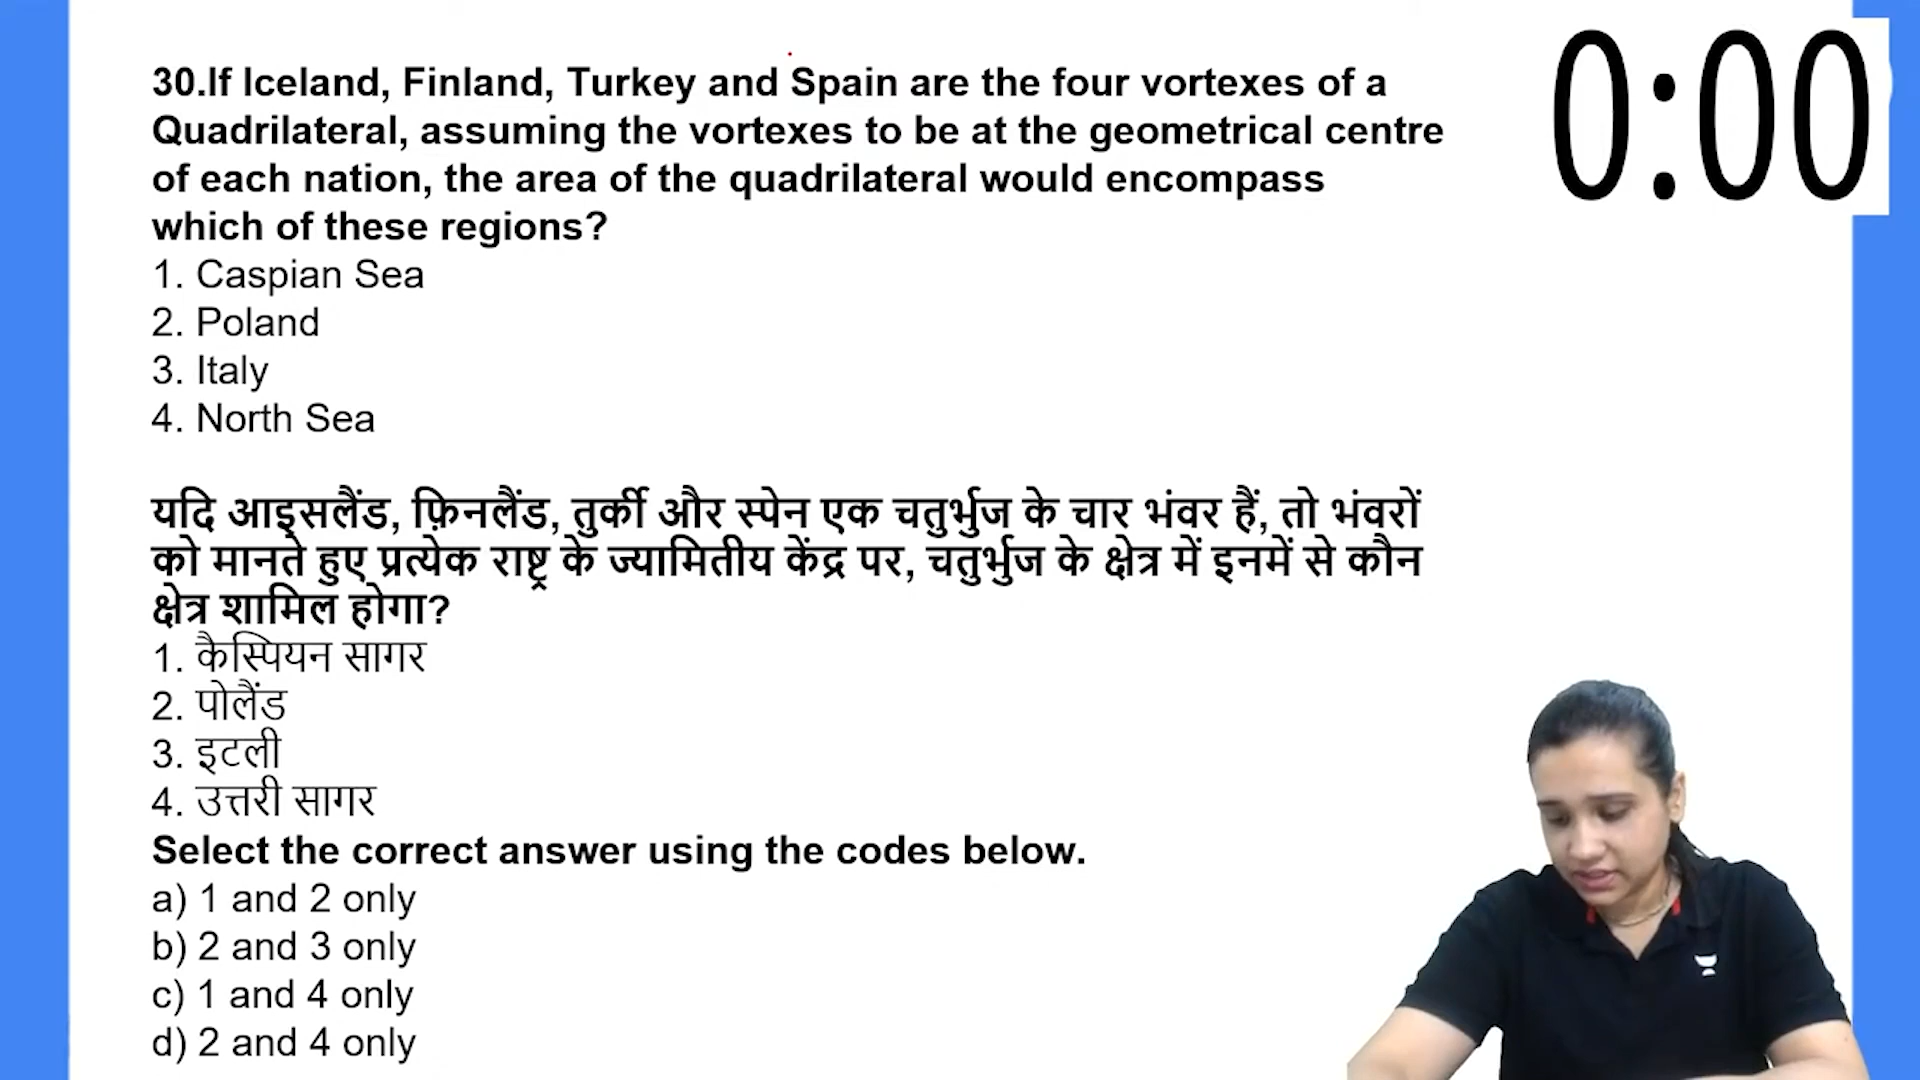 0:00
30.If Iceland, Finland, Turkey and Spain are the four vortexes of a
Quadrilateral, assuming the vortexes to be at the geometrical centre
of each nation, the area of the quadrilateral would encompass
which of these regions?
1. Caspian Sea
2. Poland
3. Italy
4. North Sea
यदि आइसलैंड, फ़िनलैंड, तुर्की और स्पेन एक चतुर्भुज के चार भंवर हैं, तो भंवरों
को मानते हुए प्रत्येक राष्ट्र के ज्यामितीय केंद्र पर, चतुर्भुज के क्षेत्र में इनमें से कौन
क्षेत्र शामिल होगा?
1. कैस्पियन सागर
2. पोलैंड
3. इटली
4. उत्तरी सागर
Select the correct answer using the codes below.
a) 1 and 2 only
b) 2 and 3 only
c) 1 and 4 only
d) 2 and 4 only